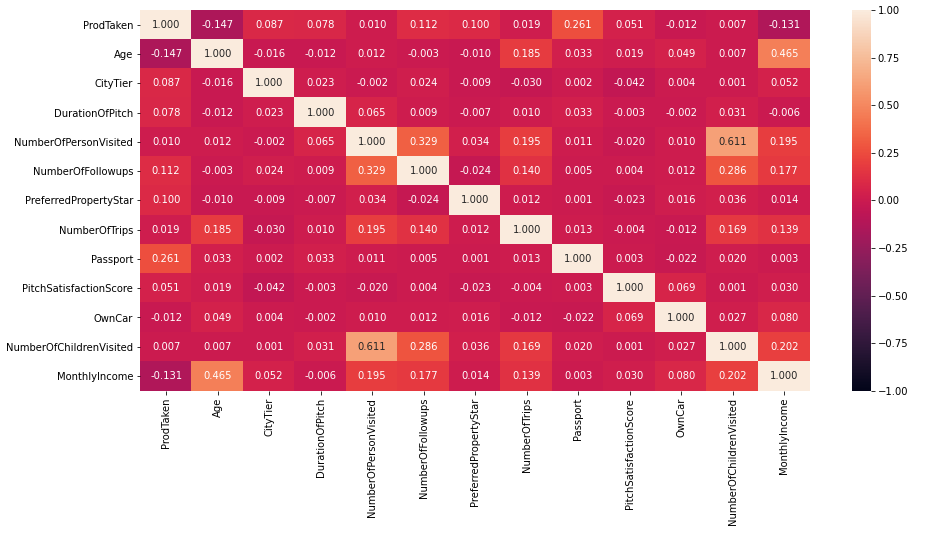 ProdTaken 1.000 -0.147 0.087 0.078 0.010 0.112 0.100 0.019 0.261 0.051 -0.012 0.007 -0.131
Age -0.147 1.000 -0.016 -0.012 0.012 -0.003 -0.010 0.185 0.033 0.019 0.049 0.007 0.465
CityTier 0.087 -0.016 1.000 0.023 -0.002 0.024 -0.009 -0.030 0.002 -0.042 0.004 0.001 0.052
DurationOfPitch 0.078 -0.012 0.023 1.000 0.065 0.009 -0.007 0.010 0.033 -0.003 -0.002 0.031 -0.006
NumberOfPersonVisited 0.010 0.012 -0.002 0.065 1.000 0.329 0.034 0.195 0.011 -0.020 0.010 0.611 0.195
NumberOfFollowups 0.112 -0.003 0.024 0.009 0.329 1.000 -0.024 0.140 0.005 0.004 0.012 0.286 0.177
PreferredPropertyStar 0.100 -0.010 -0.009 -0.007 0.034 -0.024 1.000 0.012 0.001 -0.023 0.016 0.036 0.014
NumberOfTrips 0.019 0.185 -0.030 0.010 0.195 0.140 0.012 1.000 0.013 -0.004 -0.012 0.169 0.139
Passport 0.261 0.033 0.002 0.033 0.011 0.005 0.001 0.013 1.000 0.003 -0.022 0.020 0.003
PitchSatisfactionScore 0.051 0.019 -0.042 -0.003 -0.020 0.004 -0.023 -0.004 0.003 1.000 0.069 0.001 0.030
OwnCar -0.012 0.049 0.004 -0.002 0.010 0.012 0.016 -0.012 -0.022 0.069 1.000 0.027 0.080
NumberOfChildrenVisited 0.007 0.007 0.001 0.031 0.611 0.286 0.036 0.169 0.020 0.001 0.027 1.000 0.202
MonthlyIncome -0.131 0.465 0.052 -0.006 0.195 0.177 0.014 0.139 0.003 0.030 0.080 0.202 1.000
ProdTaken
Age
CityTier
DurationOfPitch
NumberOfPersonVisited
NumberOfFollowups
PreferredPropertyStar
NumberOfTrips
Passport
PitchSatisfactionScore
OwnCar
NumberOfChildrenVisited
MonthlyIncome
1.00
0.75
0.50
0.25
0.00
−0.25
−0.50
−0.75
−1.00